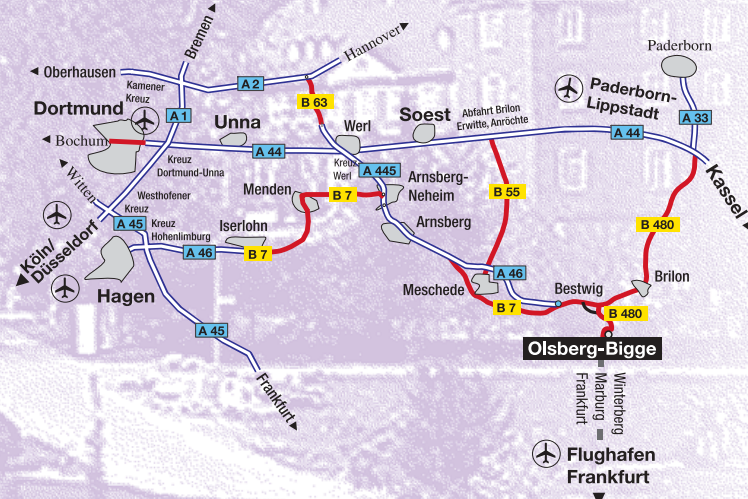 Bremen
Hannover
Paderborn
Oberhausen
A 2
Kamener
Kreuz
B 63
Paderborn-
Lippstadt
Dortmund
A 1
Unna
Werl
Soest
Abfahrt Brilon
Erwitte, Anröchte
A 33
A 44
Bochum
A 44
Kreuz
Dortmund-Unna
Kreuz
Werl
A 445
Kassel
Witten
Westhofener
Kreuz
Menden
B 7
Arnsberg-
Neheim
B 55
A 45
Kreuz
Hohenlimburg
Iserlohn
Arnsberg
B 480
Köln/
Düsseldorf
A 46
B 7
A 46
Hagen
Meschede
Bestwig
Brilon
B 7
B 480
A 45
Olsberg-Bigge
Frankfurt
Winterberg
Marburg
Frankfurt
Flughafen
Frankfurt